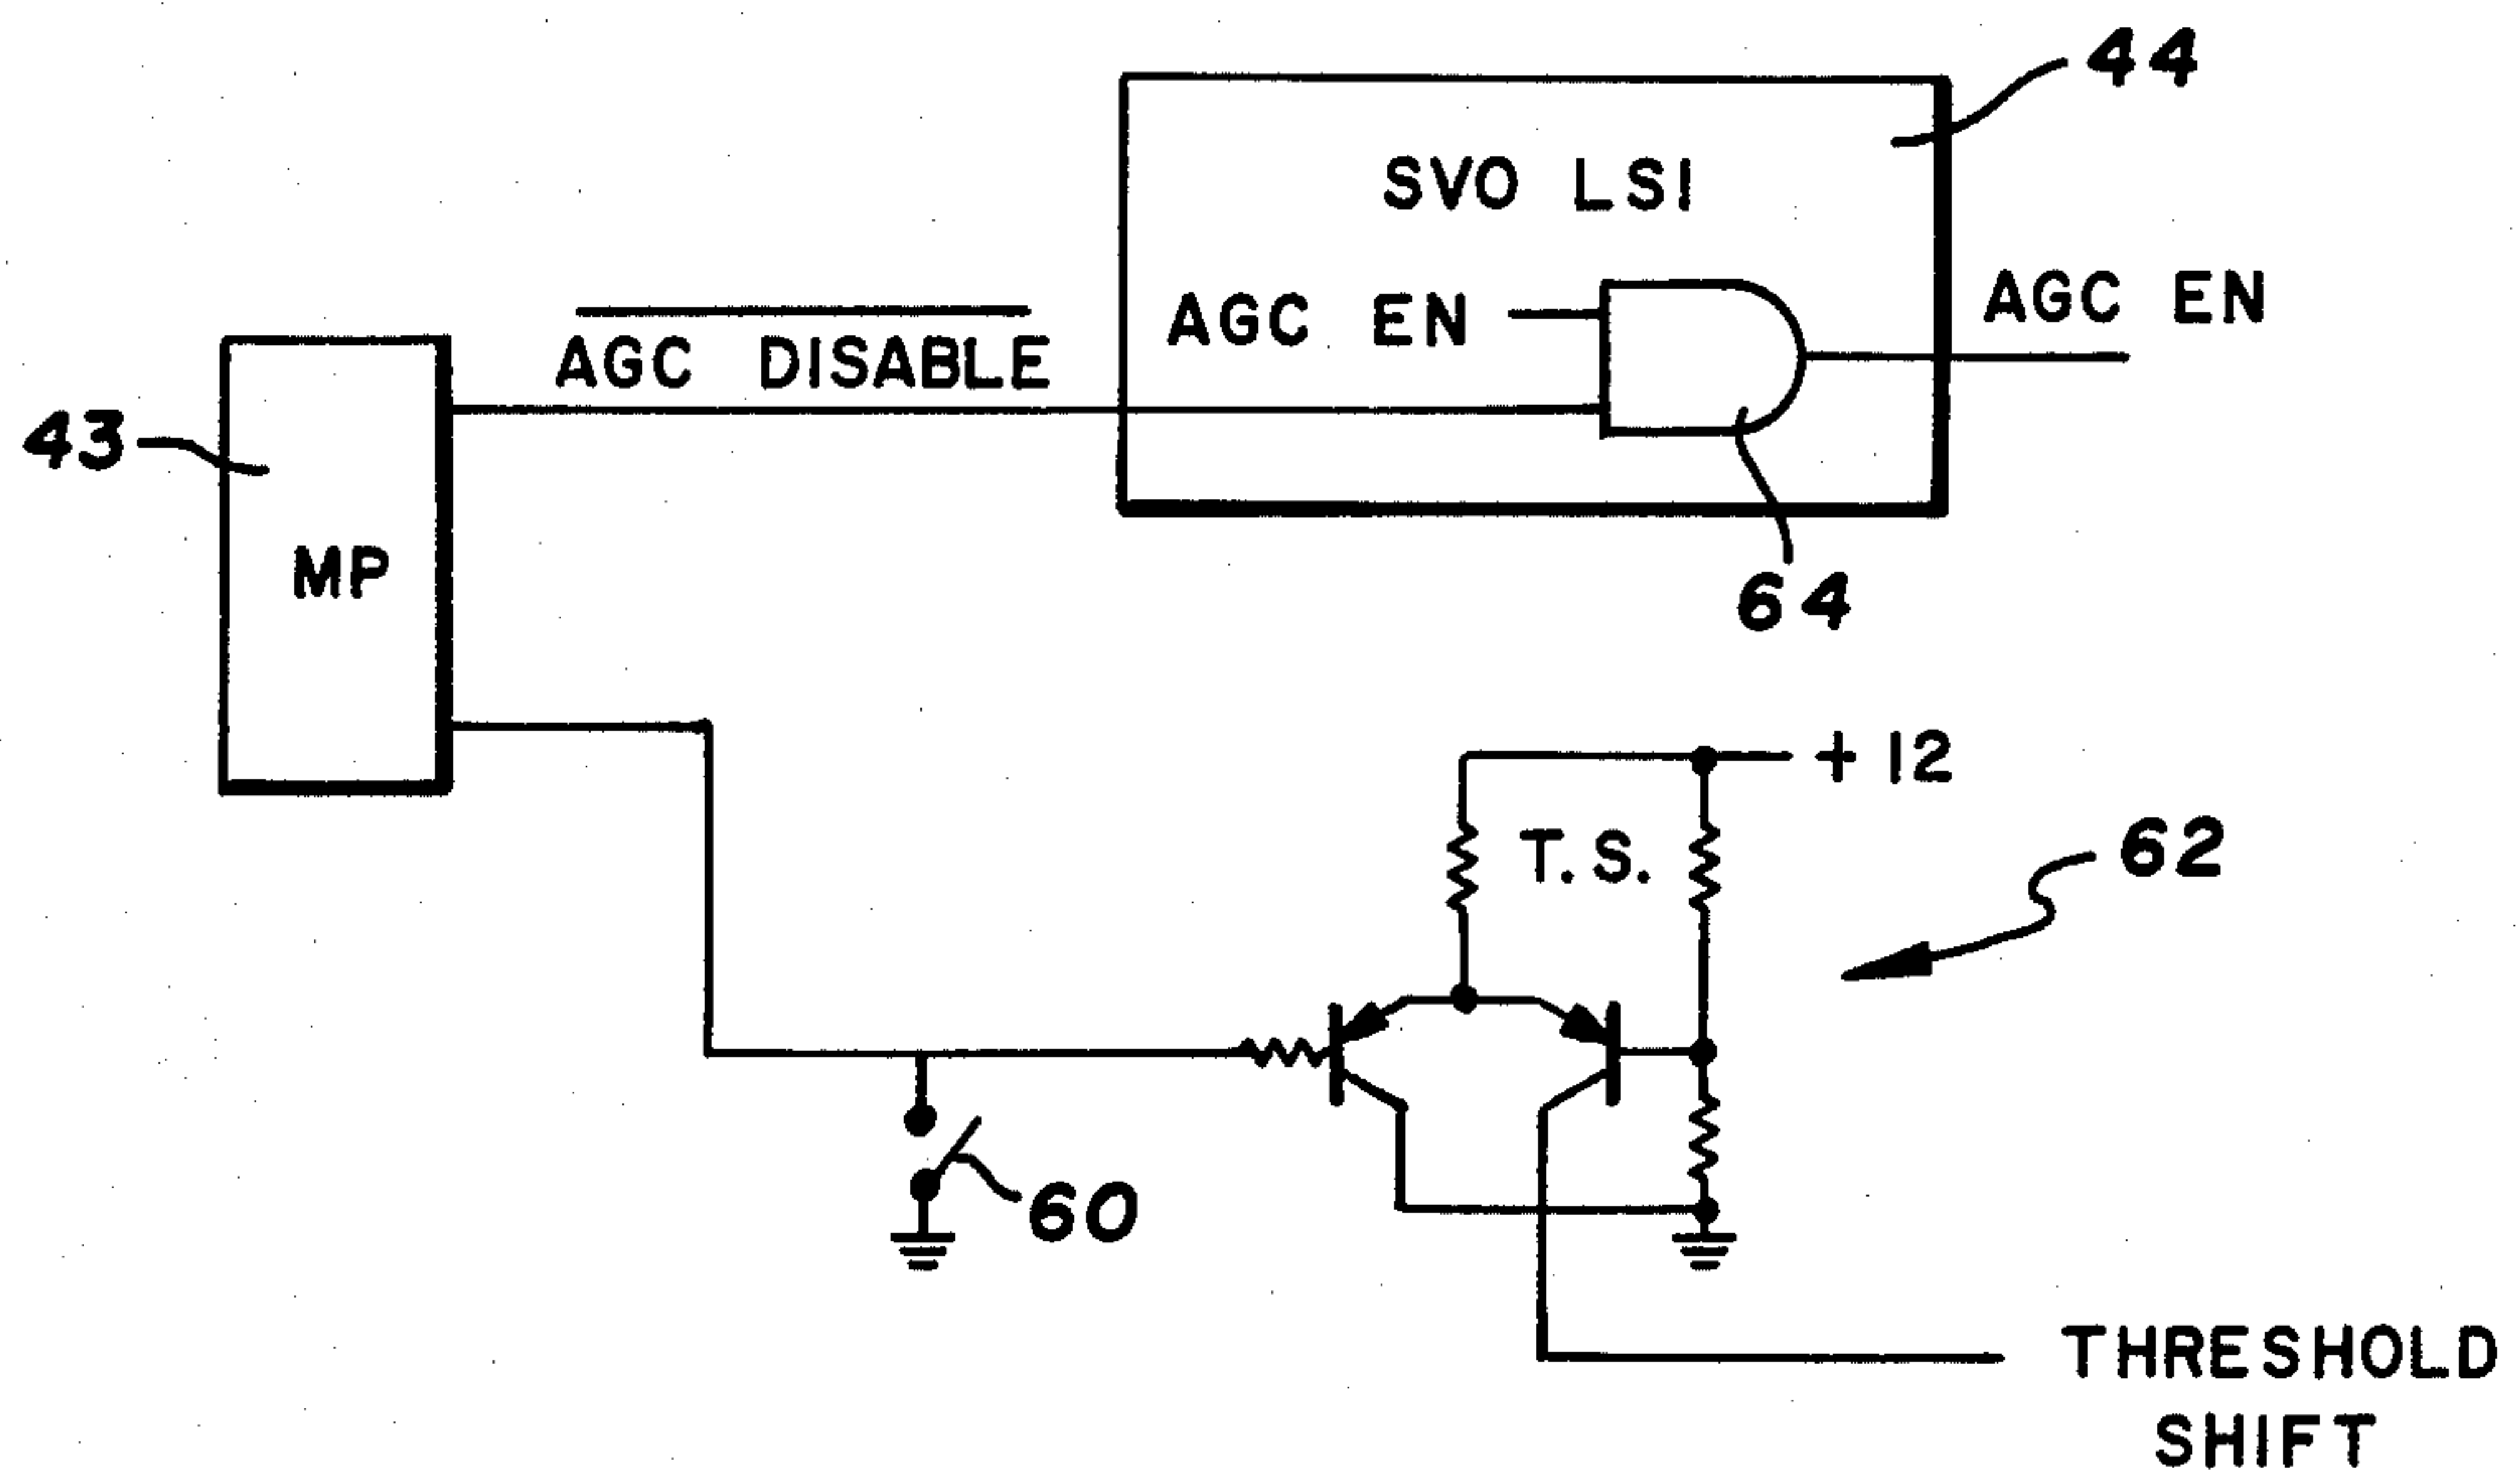 44
SVO LSI
AGC EN
AGC EN
AGC DISABLE
43
MP
64
+12
T.S.
62
60
THRESHOLD
SHIFT